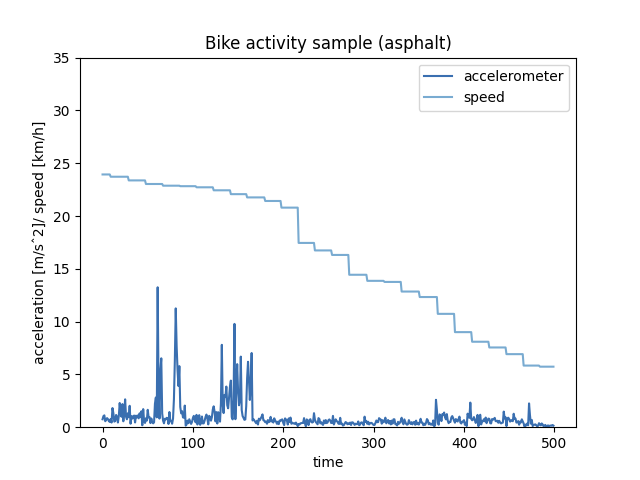 Bike activity sample (asphalt)
accelerometer
speed
acceleration [m/sˆ2]/ speed [km/h]
35
30
25
20
15
10
5
0
0 100 200 300 400 500
time